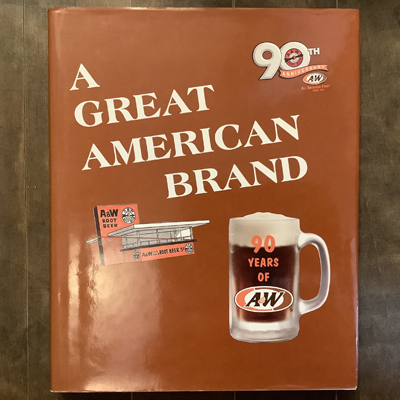 90TH
ANNIVERSARY
A&W
A
GREAT
AMERICAN
BRAND
A&W
ROOT
BEER
90
YEARS
OF
A&W